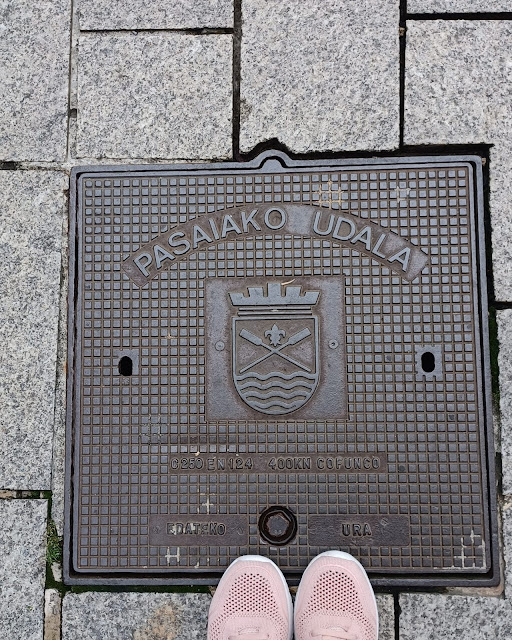 PASAIAKO UDALA
C250 EN 124 400KN COFUNCO
EDATEKO URA